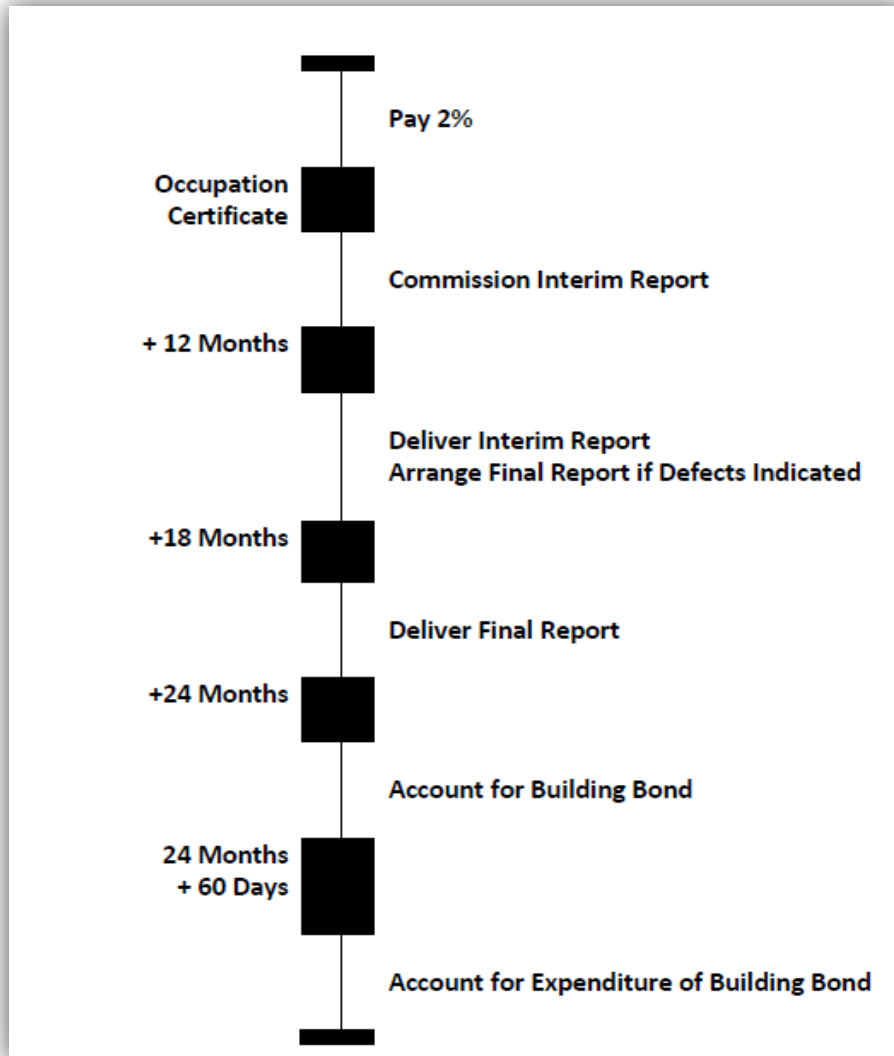 Pay 2%
Occupation
Certificate
Commission Interim Report
+ 12 Months
Deliver Interim Report
Arrange Final Report if Defects Indicated
+18 Months
Deliver Final Report
+24 Months
Account for Building Bond
24 Months
+ 60 Days
Account for Expenditure of Building Bond